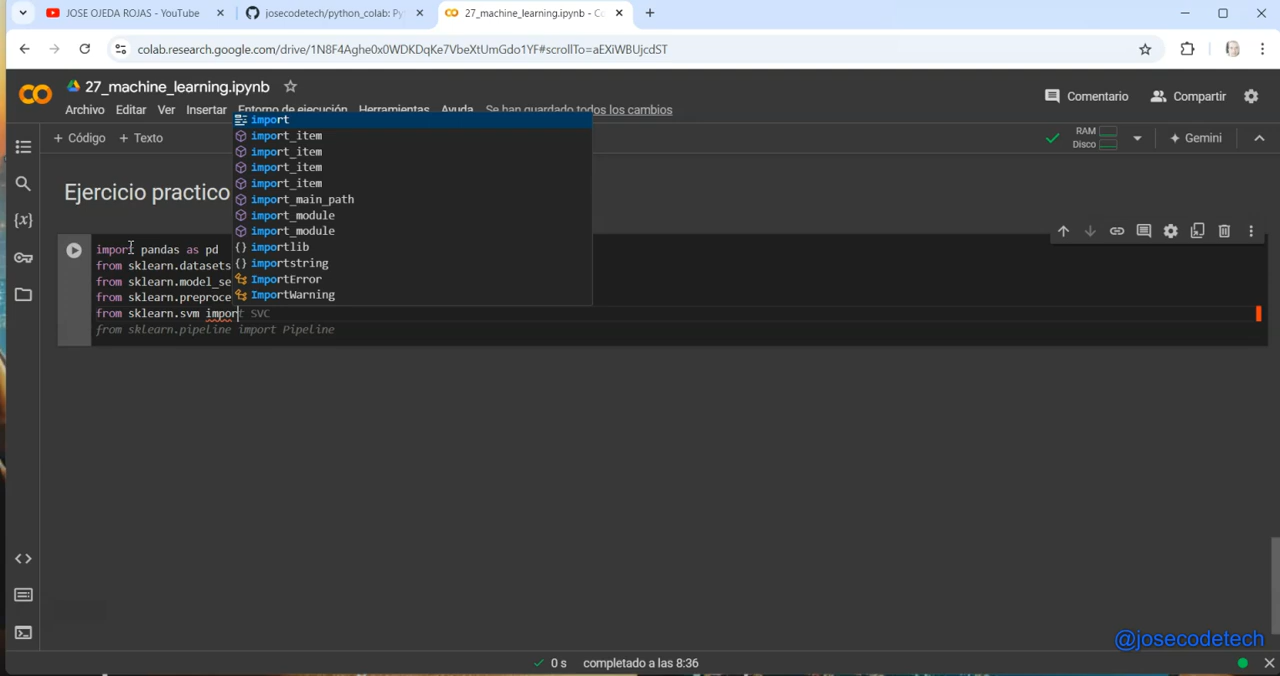 JOSE OJEDA ROJAS - YouTube
josecodetech/python_colab: Py
27_machine_learning.ipynb - Co
colab.research.google.com/drive/1N8F4Aghe0x0WDKDqKe7VbeXtUmGdo1YF#scrollTo=aEXiWBUjcdST
27_machine_learning.ipynb
Comentario
Compartir
Archivo Editar Ver Insertar Entorno de ejecución Herramientas Ayuda Se han guardado todos los cambios
+ Código + Texto
RAM
Disco
Gemini
import
import_item
import_item
import_item
import_item
import_main_path
import_module
import_module
importlib
importstring
ImportError
ImportWarning
Ejercicio practico
import pandas as pd
from sklearn.datasets
from sklearn.model_se
from sklearn.preproce
from sklearn.svm import SVC
from sklearn.pipeline import Pipeline
@josecodetech
0 s completado a las 8:36